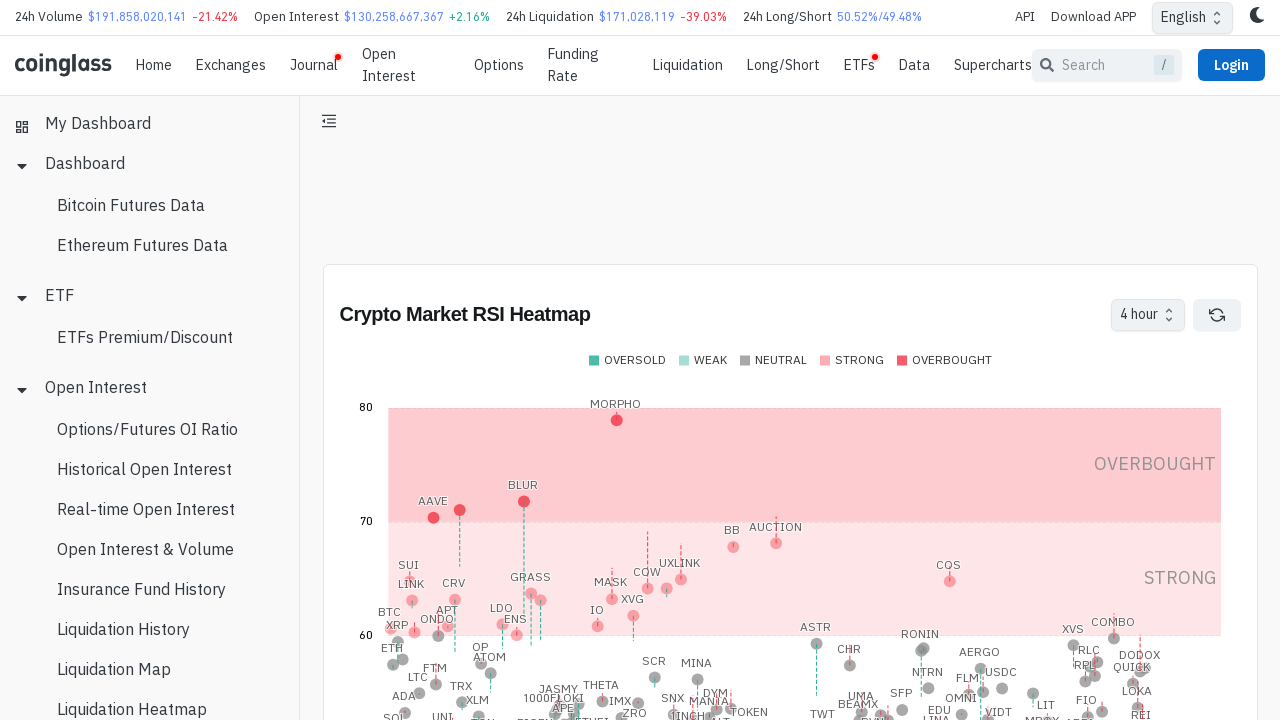 24h Volume $191,858,020,141 -21.42% Open Interest $130,258,667,367 +2.16% 24h Liquidation $171,028,119 -39.03% 24h Long/Short 50.52%/49.48% API Download APP English
coinglass Home Exchanges Journal Open Interest Options Funding Rate Liquidation Long/Short ETFs Data Supercharts Search / Login
My Dashboard
Dashboard
Bitcoin Futures Data
Ethereum Futures Data
ETF
ETFs Premium/Discount
Open Interest
Options/Futures OI Ratio
Historical Open Interest
Real-time Open Interest
Open Interest & Volume
Insurance Fund History
Liquidation History
Liquidation Map
Liquidation Heatmap
Crypto Market RSI Heatmap 4 hour
OVERSOLD WEAK NEUTRAL STRONG OVERBOUGHT
80
MORPHO
OVERBOUGHT
BLUR
AAVE
70
BB AUCTION
SUI UXLINK CQS
COW
GRASS STRONG
LINK CRV MASK
XVG
BTC APT LDO IO
XRP ONDO ENS COMBO
60 ASTR RONIN XVS
ETH OP CHR AERGO RLC
ATOM SCR MINA DODOX
LTC FTM NTRN FLM USDC RPL QUICK
TRX THETA
ADA XLM JASMY SNX DYM UMA SFP OMNI FIO LOKA
1000FLOKI IMX MANTA BEAMX LIT
APE ZRO TOKEN TWT EDU VIDT REI
SOL UNI 1INCH